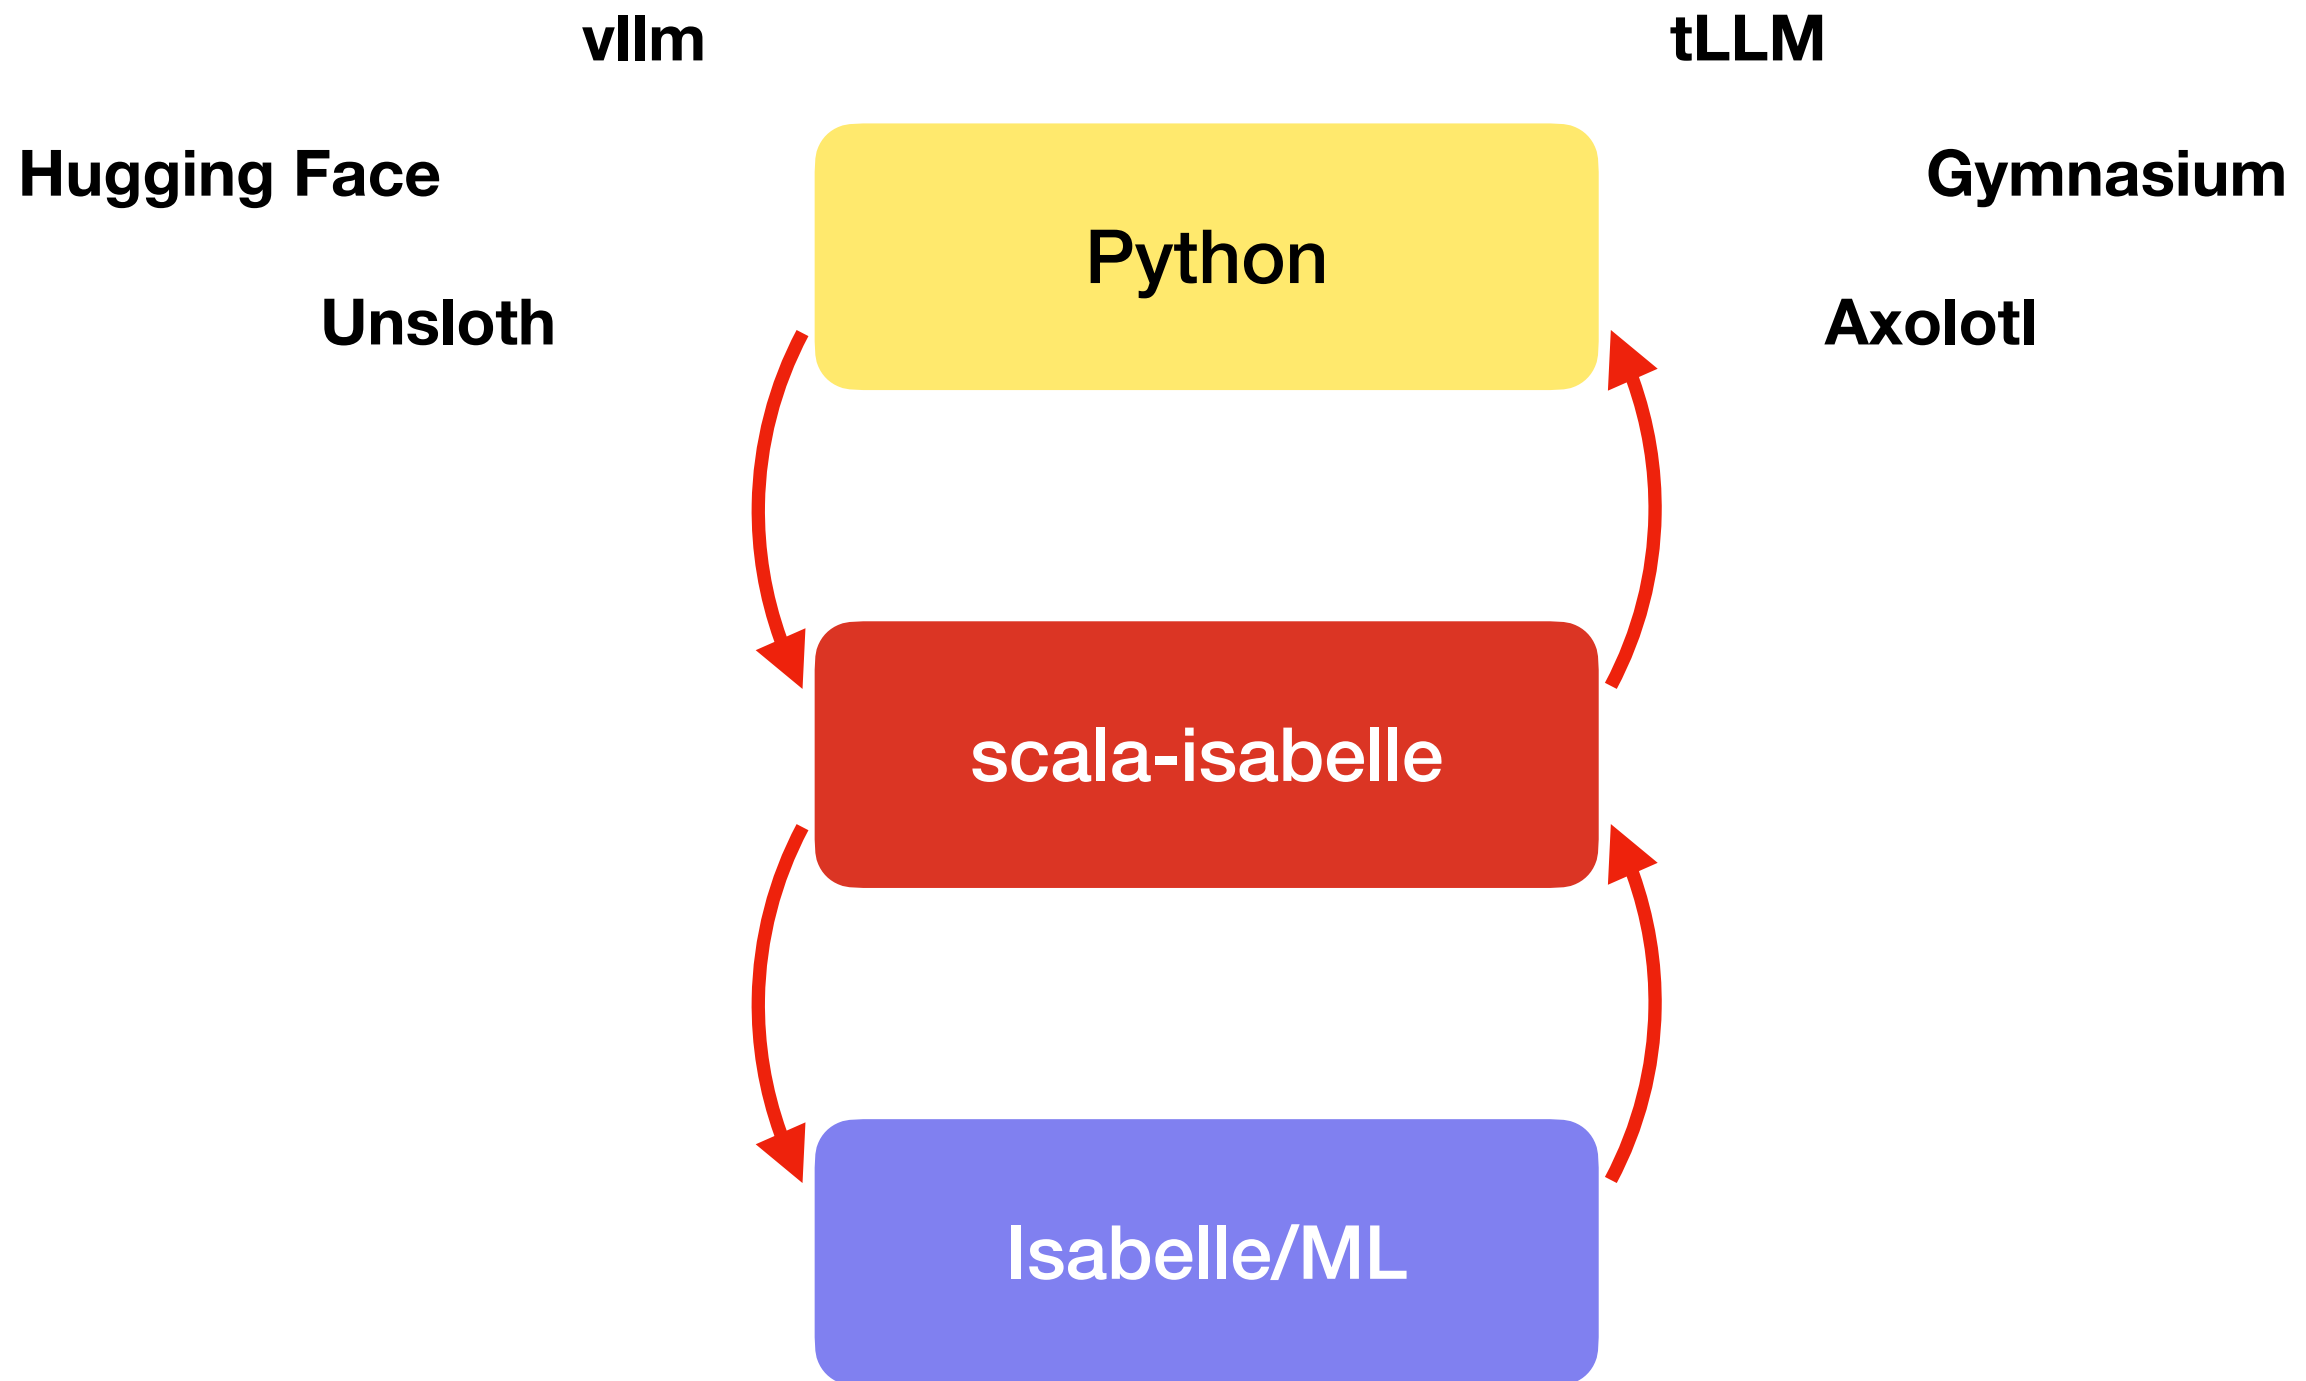 vllm
tLLM
Hugging Face
Gymnasium
Python
Unsloth
Axolotl
scala-isabelle
Isabelle/ML